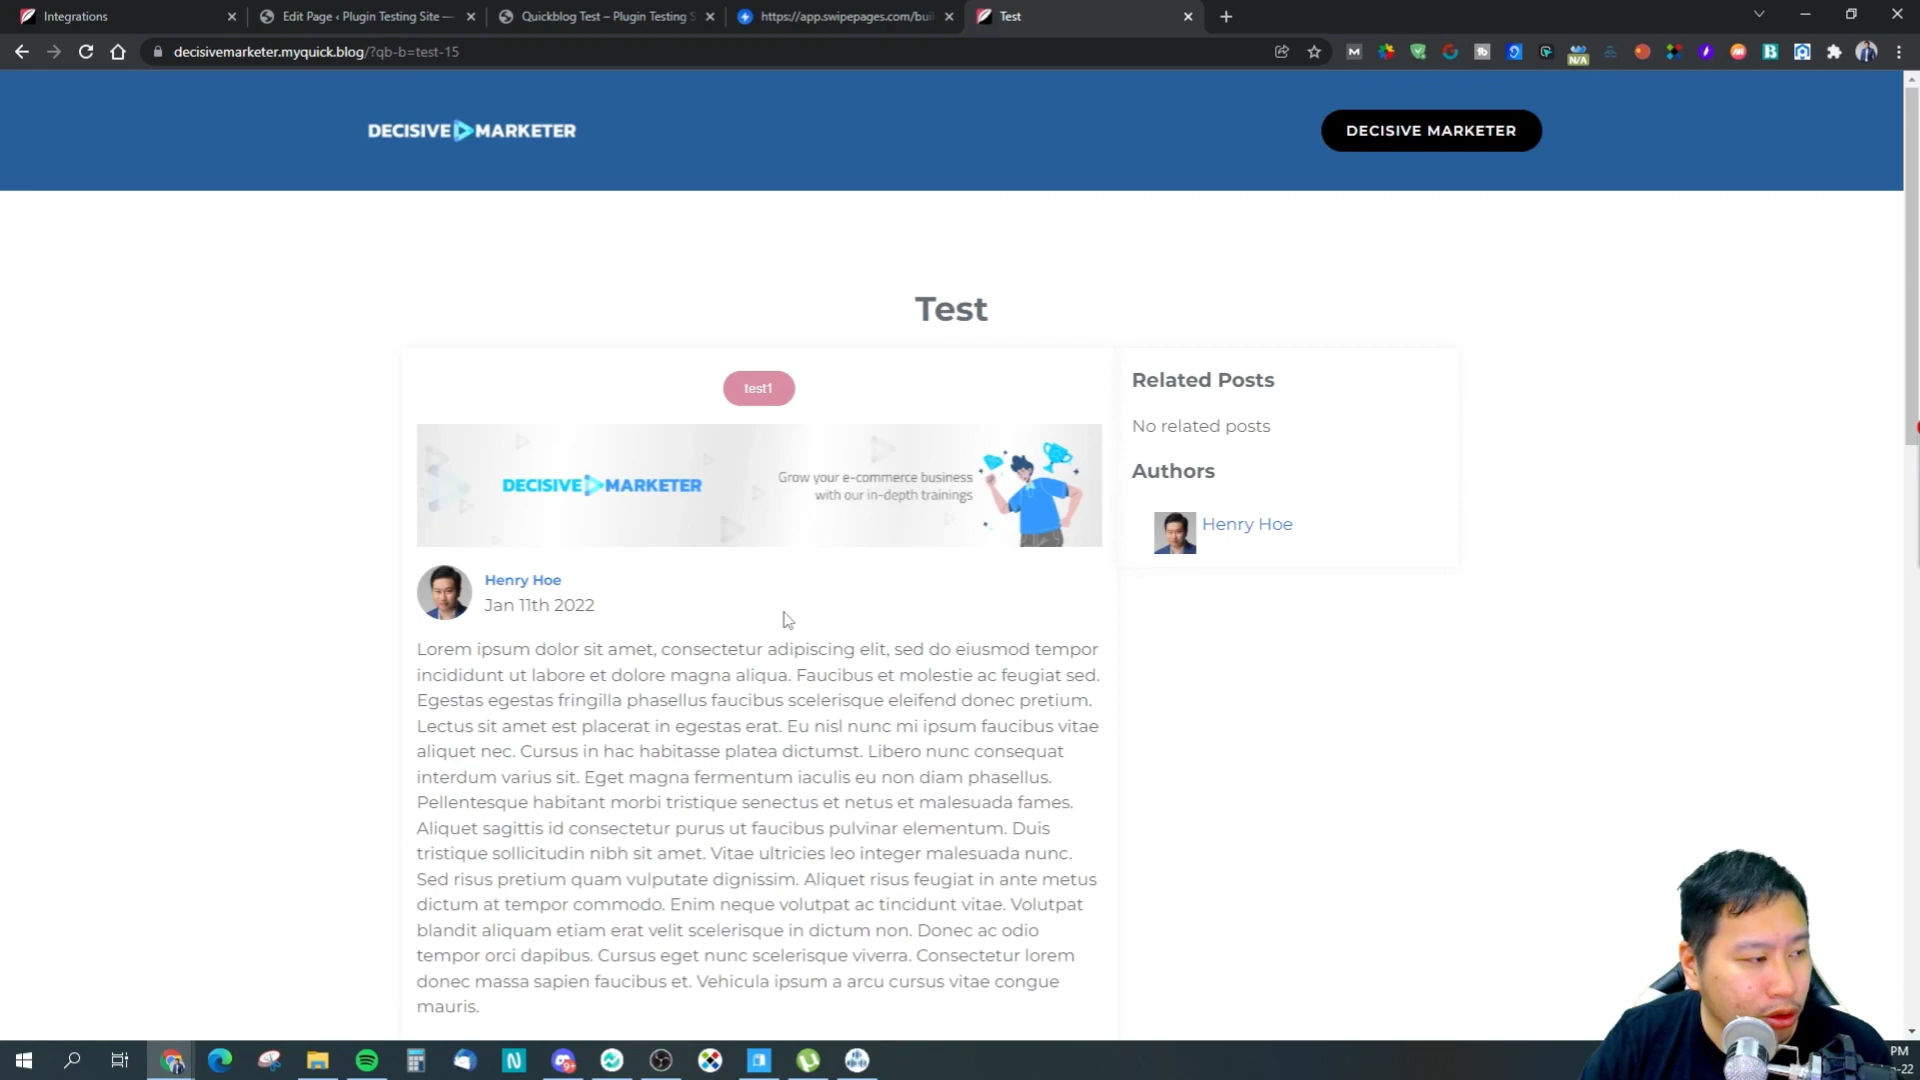 Integrations
Edit Page ‹ Plugin Testing Site —
Quickblog Test – Plugin Testing S
https://app.swipepages.com/bui
Test
decisivemarketer.myquick.blog/?qb-b=test-15
N/A
DECISIVE MARKETER
DECISIVE MARKETER
Test
test1
DECISIVE MARKETER
Grow your e-commerce business
with our in-depth trainings
Henry Hoe
Jan 11th 2022
Lorem ipsum dolor sit amet, consectetur adipiscing elit, sed do eiusmod tempor
incididunt ut labore et dolore magna aliqua. Faucibus et molestie ac feugiat sed.
Egestas egestas fringilla phasellus faucibus scelerisque eleifend donec pretium.
Lectus sit amet est placerat in egestas erat. Eu nisl nunc mi ipsum faucibus vitae
aliquet nec. Cursus in hac habitasse platea dictumst. Libero nunc consequat
interdum varius sit. Eget magna fermentum iaculis eu non diam phasellus.
Pellentesque habitant morbi tristique senectus et netus et malesuada fames.
Aliquet sagittis id consectetur purus ut faucibus pulvinar elementum. Duis
tristique sollicitudin nibh sit amet. Vitae ultricies leo integer malesuada nunc.
Sed risus pretium quam vulputate dignissim. Aliquet risus feugiat in ante metus
dictum at tempor commodo. Enim neque volutpat ac tincidunt vitae. Volutpat
blandit aliquam etiam erat velit scelerisque in dictum non. Donec ac odio
tempor orci dapibus. Cursus eget nunc scelerisque viverra. Consectetur lorem
donec massa sapien faucibus et. Vehicula ipsum a arcu cursus vitae congue
mauris.
Related Posts
No related posts
Authors
Henry Hoe
PM